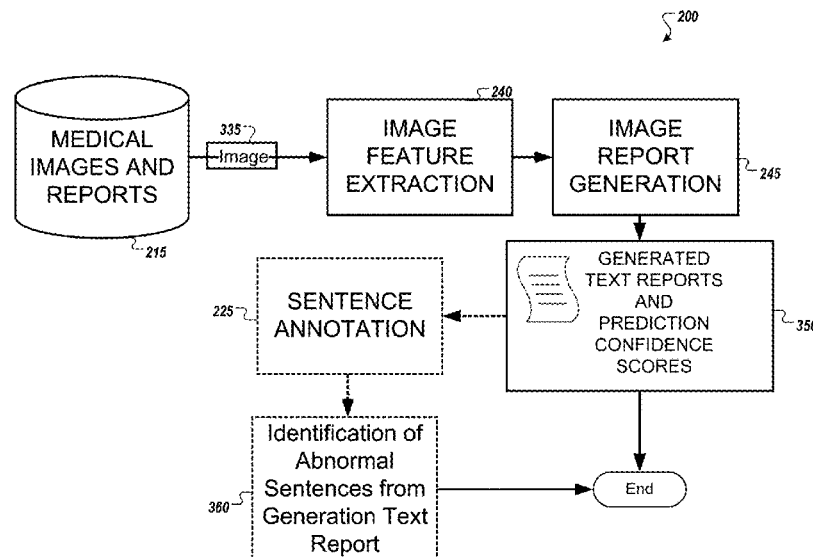 200
MEDICAL
IMAGES AND
REPORTS
215
335
Image
240
IMAGE
FEATURE
EXTRACTION
IMAGE
REPORT
GENERATION
245
GENERATED
TEXT REPORTS
AND
PREDICTION
CONFIDENCE
SCORES
350
225
SENTENCE
ANNOTATION
Identification of
Abnormal
Sentences from
Generation Text
Report
360
End